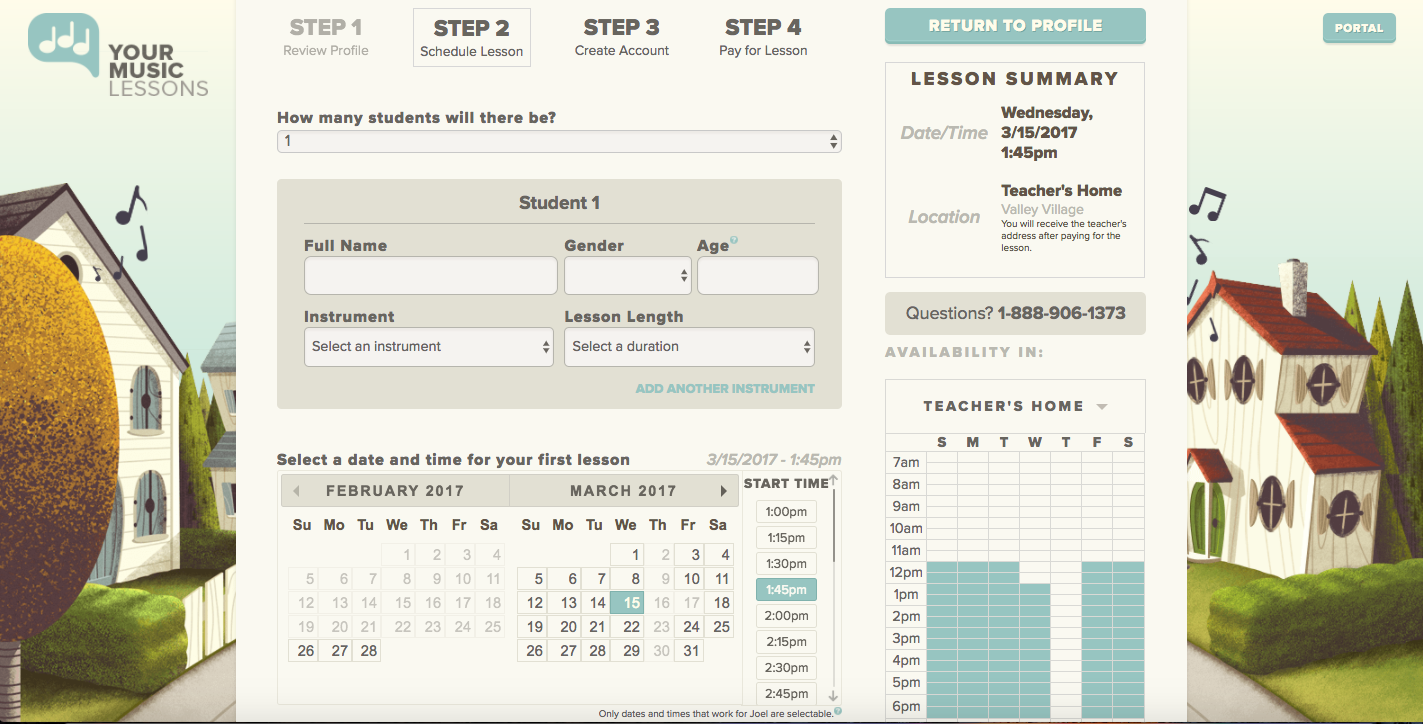 YOUR
MUSIC
LESSONS
STEP 1
Review Profile
STEP 2
Schedule Lesson
STEP 3
Create Account
STEP 4
Pay for Lesson
RETURN TO PROFILE
PORTAL
How many students will there be?
1
Student 1
Full Name Gender Age?
Instrument Lesson Length
Select an instrument Select a duration
ADD ANOTHER INSTRUMENT
Select a date and time for your first lesson 3/15/2017 - 1:45pm
FEBRUARY 2017
Su Mo Tu We Th Fr Sa
1 2 3 4
5 6 7 8 9 10 11
12 13 14 15 16 17 18
19 20 21 22 23 24 25
26 27 28
MARCH 2017
Su Mo Tu We Th Fr Sa
1 2 3 4
5 6 7 8 9 10 11
12 13 14 15 16 17 18
19 20 21 22 23 24 25
26 27 28 29 30 31
START TIME
1:00pm
1:15pm
1:30pm
1:45pm
2:00pm
2:15pm
2:30pm
2:45pm
Only dates and times that work for Joel are selectable.?
LESSON SUMMARY
Date/Time
Wednesday,
3/15/2017
1:45pm
Location
Teacher's Home
Valley Village
You will receive the teacher's
address after paying for the
lesson.
Questions? 1-888-906-1373
AVAILABILITY IN:
TEACHER'S HOME
S M T W T F S
7am
8am
9am
10am
11am
12pm
1pm
2pm
3pm
4pm
5pm
6pm